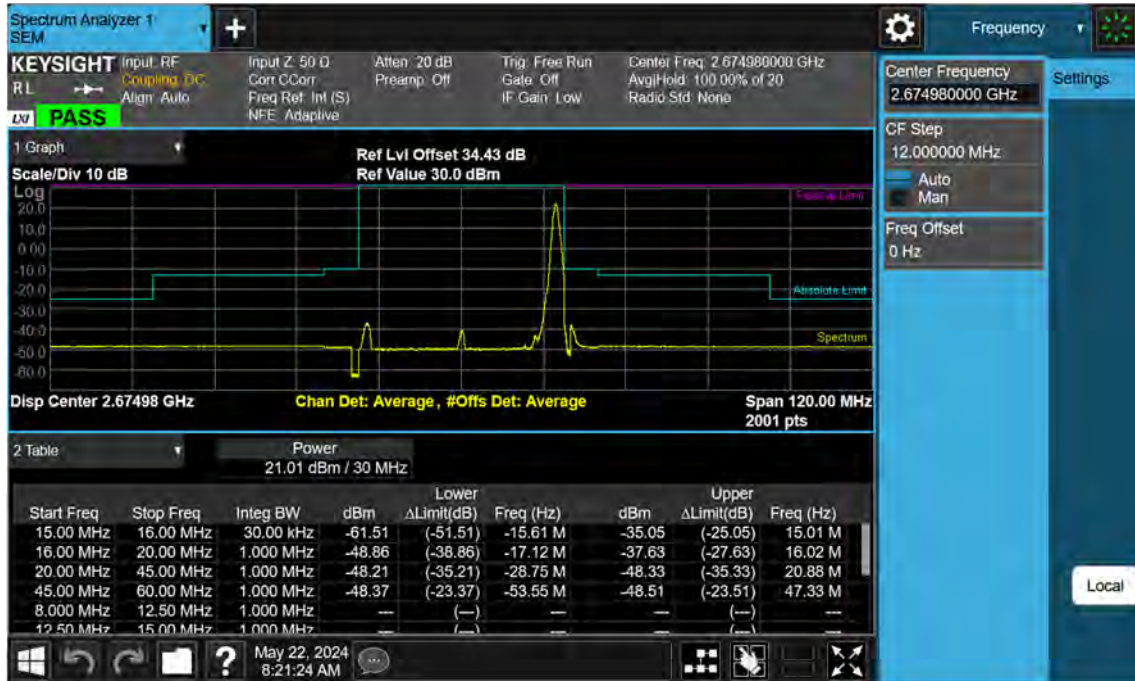 Spectrum Analyzer 1
SEM
+
Frequency
KEYSIGHT
RL
LXI
PASS
Input: RF
Coupling: DC
Align: Auto
Input Z: 50 Ω
Corr CCorr
Freq Ref: Int (S)
NFE: Adaptive
Atten: 20 dB
Preamp: Off
Trig: Free Run
Gate: Off
IF Gain: Low
Center Freq: 2.674980000 GHz
Avg|Hold: 100.00% of 20
Radio Std: None
1 Graph
Scale/Div 10 dB
Ref Lvl Offset 34.43 dB
Ref Value 30.0 dBm
Log
20.0
10.0
0.00
-10.0
-20.0
-30.0
-40.0
-50.0
-60.0
Absolute Limit
Spectrum
Disp Center 2.67498 GHz
Chan Det: Average, #Offs Det: Average
Span 120.00 MHz
2001 pts
2 Table
Power
21.01 dBm / 30 MHz
Lower Upper
Start Freq Stop Freq Integ BW dBm ∆Limit(dB) Freq (Hz) dBm ∆Limit(dB) Freq (Hz)
15.00 MHz 16.00 MHz 30.00 kHz -61.51 (-51.51) -15.61 M -35.05 (-25.05) 15.01 M
16.00 MHz 20.00 MHz 1.000 MHz -48.86 (-38.86) -17.12 M -37.63 (-27.63) 16.02 M
20.00 MHz 45.00 MHz 1.000 MHz -48.21 (-35.21) -28.75 M -48.33 (-35.33) 20.88 M
45.00 MHz 60.00 MHz 1.000 MHz -48.37 (-23.37) -53.55 M -48.51 (-23.51) 47.33 M
8.000 MHz 12.50 MHz 1.000 MHz --- (---) --- --- (---) ---
12.50 MHz 15.00 MHz 1.000 MHz --- (---) --- --- (---) ---
?
May 22, 2024
8:21:24 AM
Center Frequency
2.674980000 GHz
Settings
CF Step
12.000000 MHz
Auto
Man
Freq Offset
0 Hz
Local